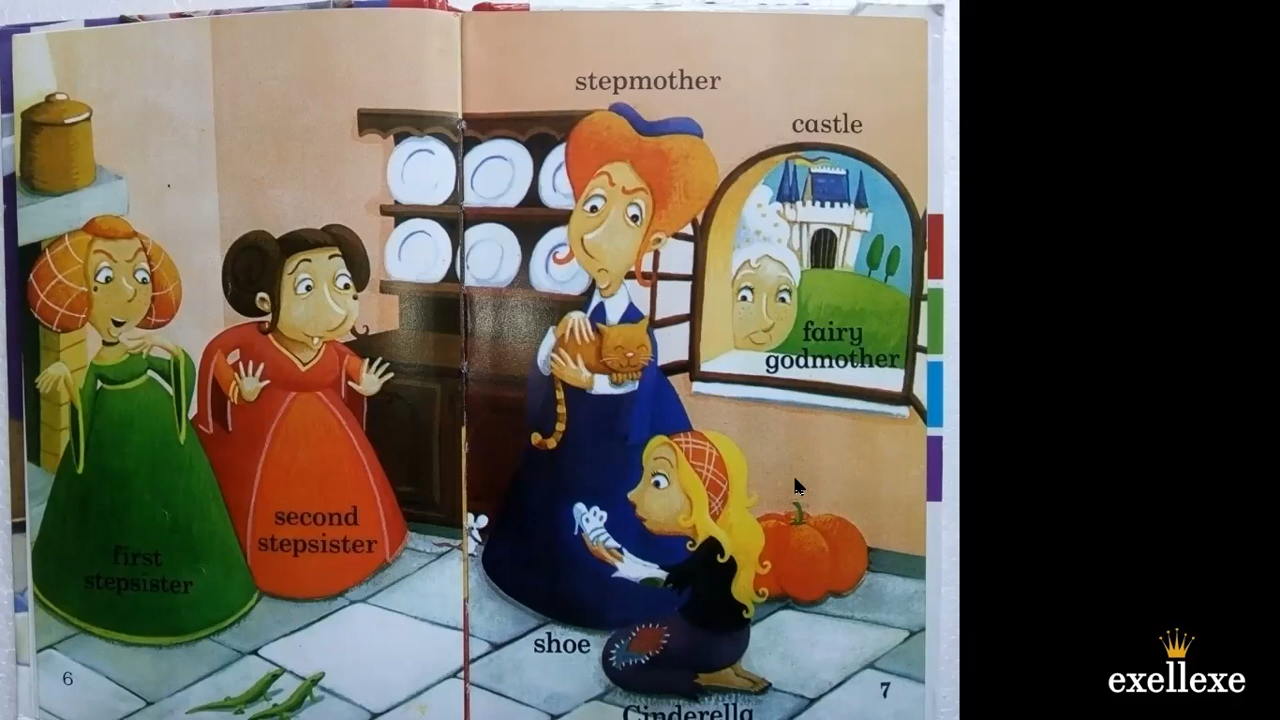 stepmother
castle
fairy
godmother
second
stepsister
first
stepsister
shoe
Cinderella
6
7
exellexe